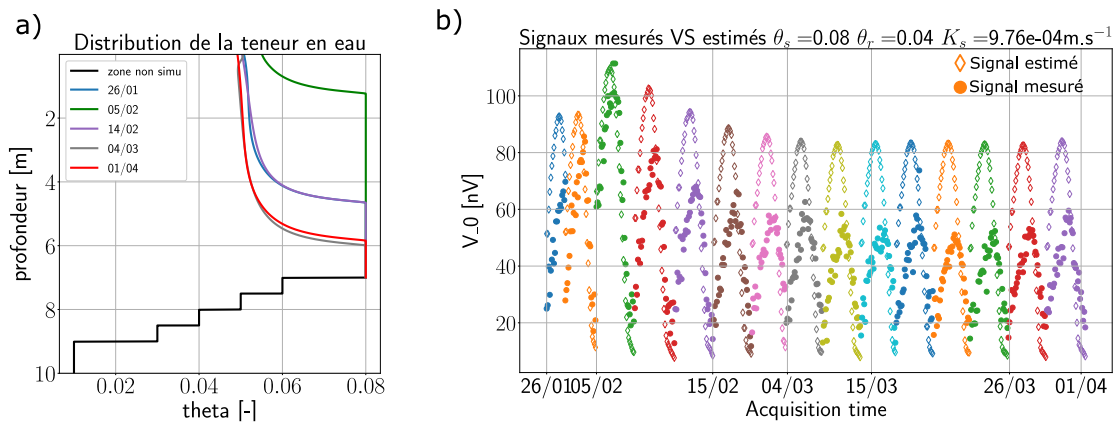 a)
Distribution de la teneur en eau
zone non simu
26/01
05/02
14/02
04/03
01/04
2
4
6
8
10
profondeur [m]
0.02 0.04 0.06 0.08
theta [-]
b)
Signaux mesurés VS estimés θ_s =0.08 θ_r =0.04 K_s =9.76e-04m.s⁻¹
Signal estimé
Signal mesuré
100
80
60
40
20
V_0 [nV]
26/01 05/02 15/02 04/03 15/03 26/03 01/04
Acquisition time